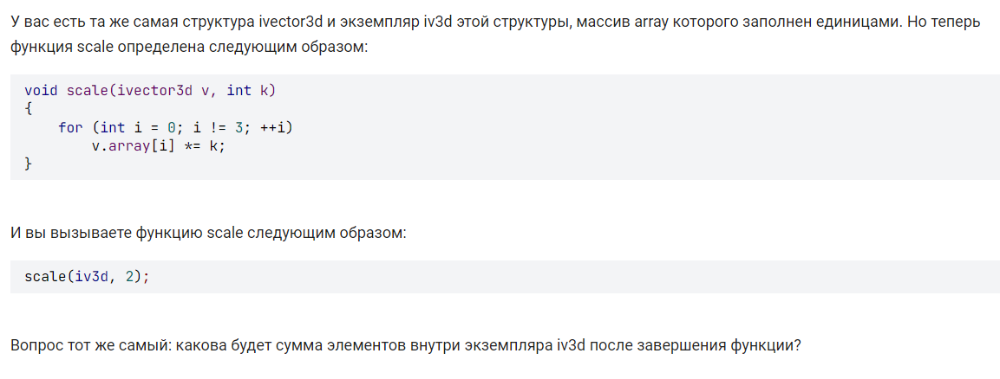 У вас есть та же самая структура ivector3d и экземпляр iv3d этой структуры, массив array которого заполнен единицами. Но теперь
функция scale определена следующим образом:
void scale(ivector3d v, int k)
{
    for (int i = 0; i != 3; ++i)
        v.array[i] *= k;
}
И вы вызываете функцию scale следующим образом:
scale(iv3d, 2);
Вопрос тот же самый: какова будет сумма элементов внутри экземпляра iv3d после завершения функции?